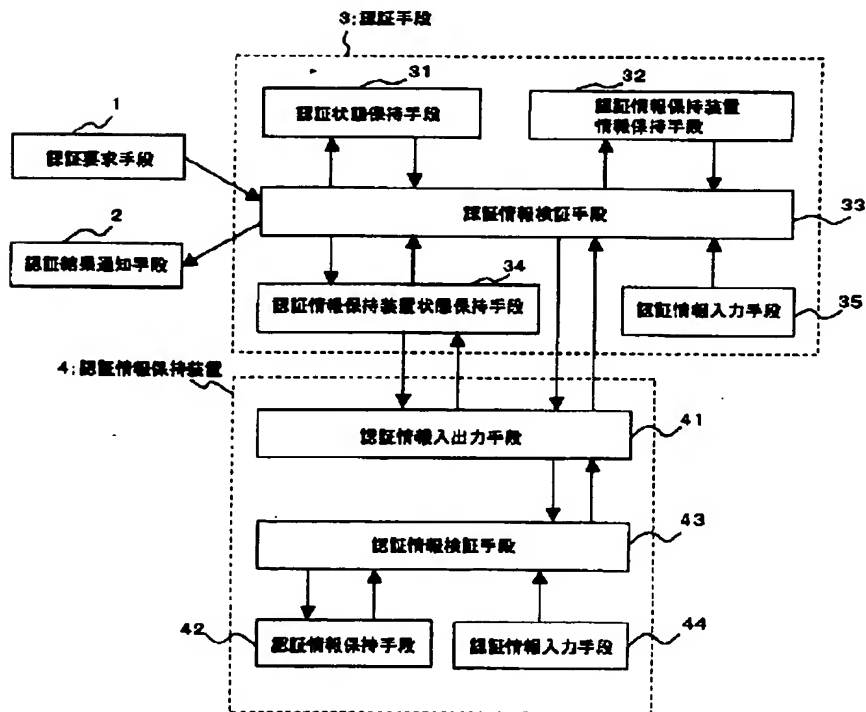 3:認証手段
31
認証状態保持手段
32
認証情報保持装置
情報保持手段
1
認証要求手段
認証情報検証手段
33
2
認証結果通知手段
34
認証情報保持装置状態保持手段
認証情報入力手段
35
4:認証情報保持装置
認証情報入出力手段
41
認証情報検証手段
43
42
認証情報保持手段
認証情報入力手段
44